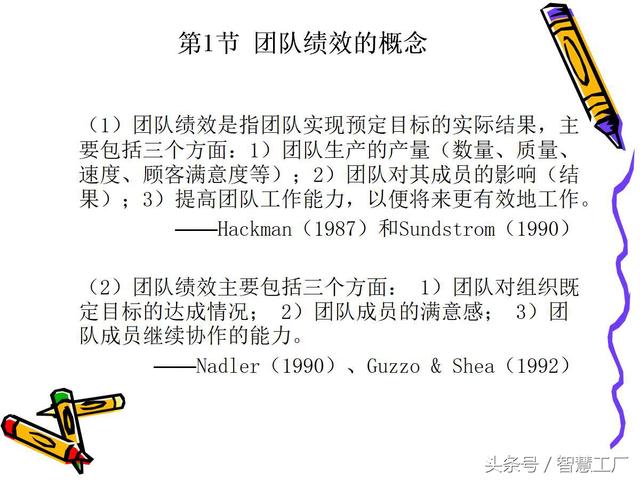 第1节 团队绩效的概念
（1）团队绩效是指团队实现预定目标的实际结果，主
要包括三个方面：1）团队生产的产量（数量、质量、
速度、顾客满意度等）；2）团队对其成员的影响（结
果）；3）提高团队工作能力，以便将来更有效地工作。
——Hackman（1987）和Sundstrom（1990）
（2）团队绩效主要包括三个方面： 1）团队对组织既
定目标的达成情况； 2）团队成员的满意感； 3）团
队成员继续协作的能力。
——Nadler（1990）、Guzzo & Shea（1992）
头条号 / 智慧工厂